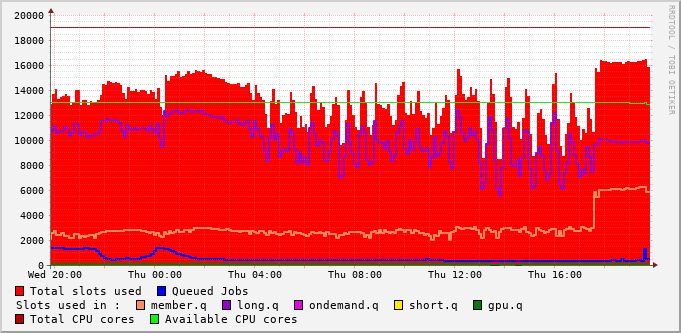 20000
18000
16000
14000
12000
10000
8000
6000
4000
2000
0
Wed 20:00 Thu 00:00 Thu 04:00 Thu 08:00 Thu 12:00 Thu 16:00
RRDTOOL / TOBI OETIKER
Total slots used Queued Jobs
Slots used in : member.q long.q ondemand.q short.q gpu.q
Total CPU cores Available CPU cores